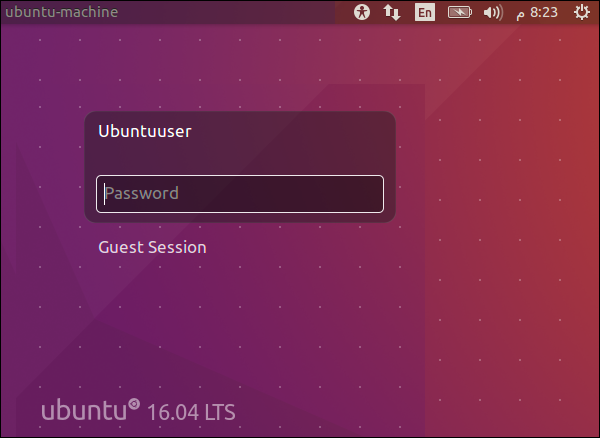 ubuntu-machine En م 8:23
Ubuntuuser
Password
Guest Session
ubuntu 16.04 LTS